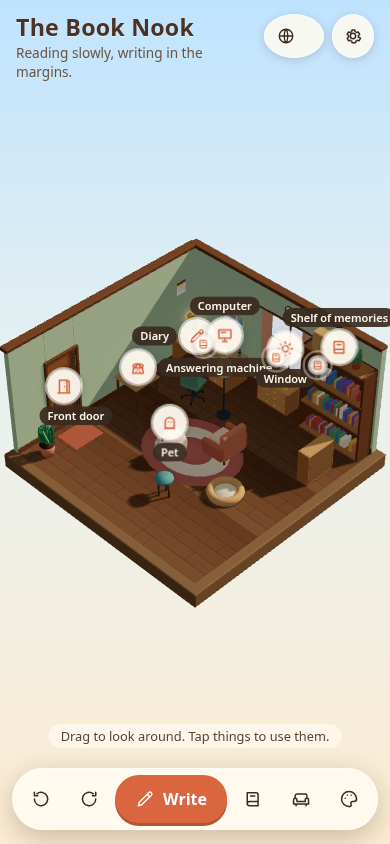 The Book Nook
Reading slowly, writing in the
margins.
Computer
Shelf of memories
Diary
Answering machine
Window
Front door
Pet
Drag to look around. Tap things to use them.
Write